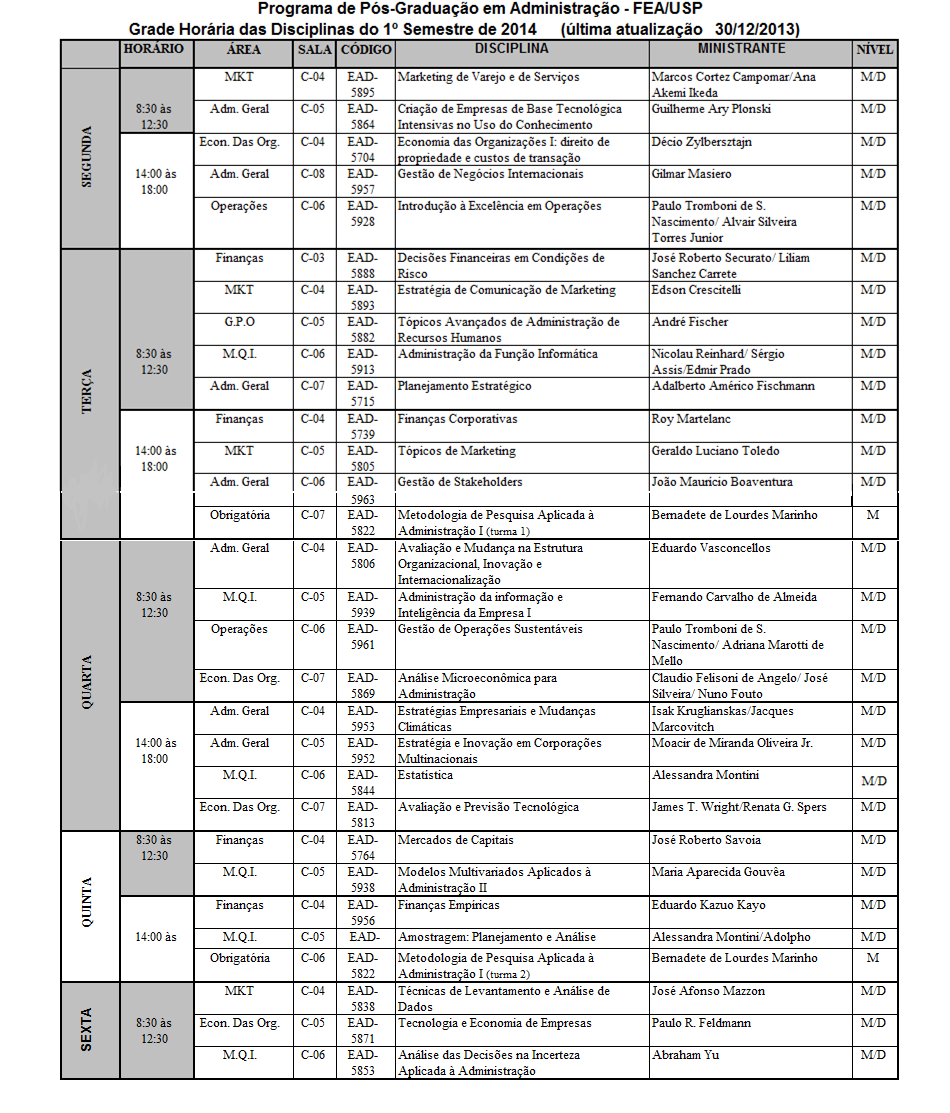 Programa de Pós-Graduação em Administração - FEA/USP
Grade Horária das Disciplinas do 1º Semestre de 2014 (última atualização 30/12/2013)
HORÁRIO ÁREA SALA CÓDIGO DISCIPLINA MINISTRANTE NÍVEL
SEGUNDA
8:30 às
12:30
MKT C-04 EAD-5895 Marketing de Varejo e de Serviços Marcos Cortez Campomar/Ana Akemi Ikeda M/D
Adm. Geral C-05 EAD-5864 Criação de Empresas de Base Tecnológica Intensivas no Uso do Conhecimento Guilherme Ary Plonski M/D
14:00 às
18:00
Econ. Das Org. C-04 EAD-5704 Economia das Organizações I: direito de propriedade e custos de transação Décio Zylbersztajn M/D
Adm. Geral C-08 EAD-5957 Gestão de Negócios Internacionais Gilmar Masiero M/D
Operações C-06 EAD-5928 Introdução à Excelência em Operações Paulo Tromboni de S. Nascimento/ Alvair Silveira Torres Junior M/D
TERÇA
8:30 às
12:30
Finanças C-03 EAD-5888 Decisões Financeiras em Condições de Risco José Roberto Securato/ Liliam Sanchez Carrete M/D
MKT C-04 EAD-5893 Estratégia de Comunicação de Marketing Edson Crescitelli M/D
G.P.O C-05 EAD-5882 Tópicos Avançados de Administração de Recursos Humanos André Fischer M/D
M.Q.I. C-06 EAD-5913 Administração da Função Informática Nicolau Reinhard/ Sérgio Assis/Edmir Prado M/D
Adm. Geral C-07 EAD-5715 Planejamento Estratégico Adalberto Américo Fischmann M/D
14:00 às
18:00
Finanças C-04 EAD-5739 Finanças Corporativas Roy Martelanc M/D
MKT C-05 EAD-5805 Tópicos de Marketing Geraldo Luciano Toledo M/D
Adm. Geral C-06 EAD-5963 Gestão de Stakeholders João Mauricio Boaventura M/D
Obrigatória C-07 EAD-5822 Metodologia de Pesquisa Aplicada à Administração I (turma 1) Bernadete de Lourdes Marinho M
QUARTA
8:30 às
12:30
Adm. Geral C-04 EAD-5806 Avaliação e Mudança na Estrutura Organizacional, Inovação e Internacionalização Eduardo Vasconcellos M/D
M.Q.I. C-05 EAD-5939 Administração da informação e Inteligência da Empresa I Fernando Carvalho de Almeida M/D
Operações C-06 EAD-5961 Gestão de Operações Sustentáveis Paulo Tromboni de S. Nascimento/ Adriana Marotti de Mello M/D
Econ. Das Org. C-07 EAD-5869 Análise Microeconômica para Administração Claudio Felisoni de Angelo/ José Silveira/ Nuno Fouto M/D
14:00 às
18:00
Adm. Geral C-04 EAD-5953 Estratégias Empresariais e Mudanças Climáticas Isak Kruglianskas/Jacques Marcovitch M/D
Adm. Geral C-05 EAD-5952 Estratégia e Inovação em Corporações Multinacionais Moacir de Miranda Oliveira Jr. M/D
M.Q.I. C-06 EAD-5844 Estatística Alessandra Montini M/D
Econ. Das Org. C-07 EAD-5813 Avaliação e Previsão Tecnológica James T. Wright/Renata G. Spers M/D
QUINTA
8:30 às
12:30
Finanças C-04 EAD-5764 Mercados de Capitais José Roberto Savoia M/D
M.Q.I. C-05 EAD-5938 Modelos Multivariados Aplicados à Administração II Maria Aparecida Gouvêa M/D
14:00 às
Finanças C-04 EAD-5956 Finanças Empíricas Eduardo Kazuo Kayo M/D
M.Q.I. C-05 EAD- Amostragem: Planejamento e Análise Alessandra Montini/Adolpho M/D
Obrigatória C-06 EAD-5822 Metodologia de Pesquisa Aplicada à Administração I (turma 2) Bernadete de Lourdes Marinho M
SEXTA
8:30 às
12:30
MKT C-04 EAD-5838 Técnicas de Levantamento e Análise de Dados José Afonso Mazzon M/D
Econ. Das Org. C-05 EAD-5871 Tecnologia e Economia de Empresas Paulo R. Feldmann M/D
M.Q.I. C-06 EAD-5853 Análise das Decisões na Incerteza Aplicada à Administração Abraham Yu M/D